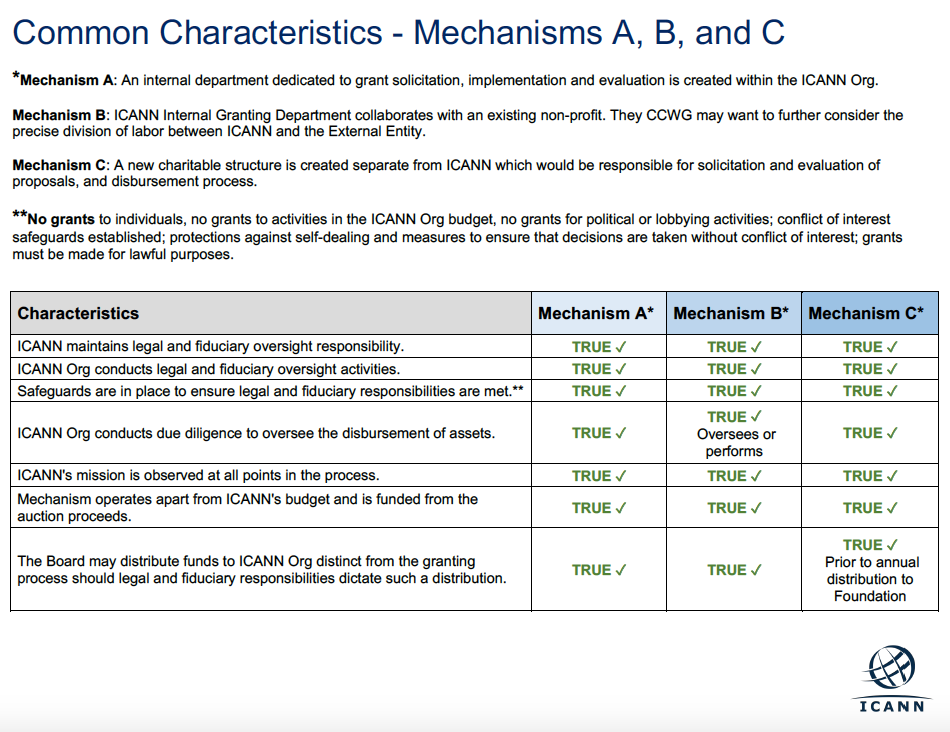 Common Characteristics - Mechanisms A, B, and C
*Mechanism A: An internal department dedicated to grant solicitation, implementation and evaluation is created within the ICANN Org.
Mechanism B: ICANN Internal Granting Department collaborates with an existing non-profit. They CCWG may want to further consider the
precise division of labor between ICANN and the External Entity.
Mechanism C: A new charitable structure is created separate from ICANN which would be responsible for solicitation and evaluation of
proposals, and disbursement process.
**No grants to individuals, no grants to activities in the ICANN Org budget, no grants for political or lobbying activities; conflict of interest
safeguards established; protections against self-dealing and measures to ensure that decisions are taken without conflict of interest; grants
must be made for lawful purposes.
Characteristics Mechanism A* Mechanism B* Mechanism C*
ICANN maintains legal and fiduciary oversight responsibility. TRUE ✓ TRUE ✓ TRUE ✓
ICANN Org conducts legal and fiduciary oversight activities. TRUE ✓ TRUE ✓ TRUE ✓
Safeguards are in place to ensure legal and fiduciary responsibilities are met.** TRUE ✓ TRUE ✓ TRUE ✓
ICANN Org conducts due diligence to oversee the disbursement of assets. TRUE ✓
TRUE ✓
Oversees or
performs
TRUE ✓
ICANN's mission is observed at all points in the process. TRUE ✓ TRUE ✓ TRUE ✓
Mechanism operates apart from ICANN's budget and is funded from the
auction proceeds.
TRUE ✓ TRUE ✓ TRUE ✓
The Board may distribute funds to ICANN Org distinct from the granting
process should legal and fiduciary responsibilities dictate such a distribution.
TRUE ✓ TRUE ✓
TRUE ✓
Prior to annual
distribution to
Foundation
ICANN